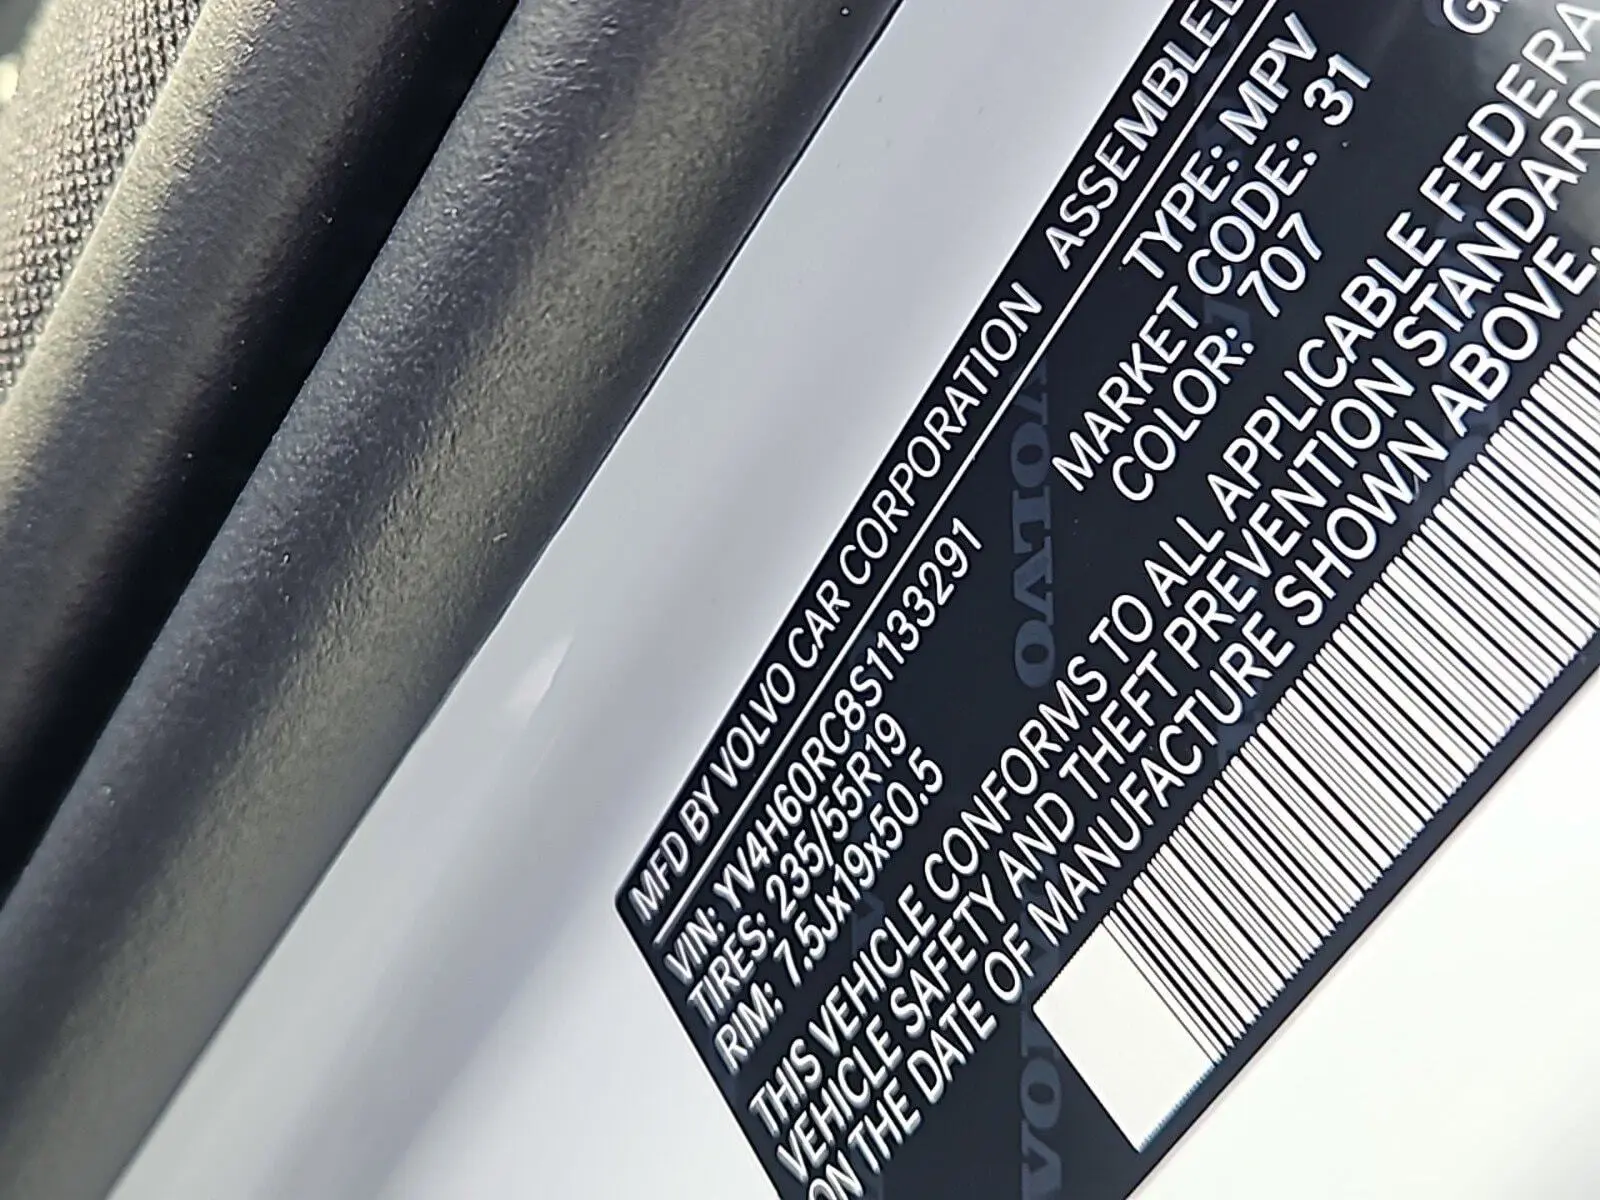 MFD BY VOLVO CAR CORPORATION ASSEMBLED
VIN: YV4H60RC8S1133291 TYPE: MPV
TIRES: 235/55R19 MARKET CODE: 31
RIM: 7.5Jx19x50.5 COLOR: 707
THIS VEHICLE CONFORMS TO ALL APPLICABLE FEDERA
VEHICLE SAFETY AND THEFT PREVENTION STANDARD
ON THE DATE OF MANUFACTURE SHOWN ABOVE.
VOLVO